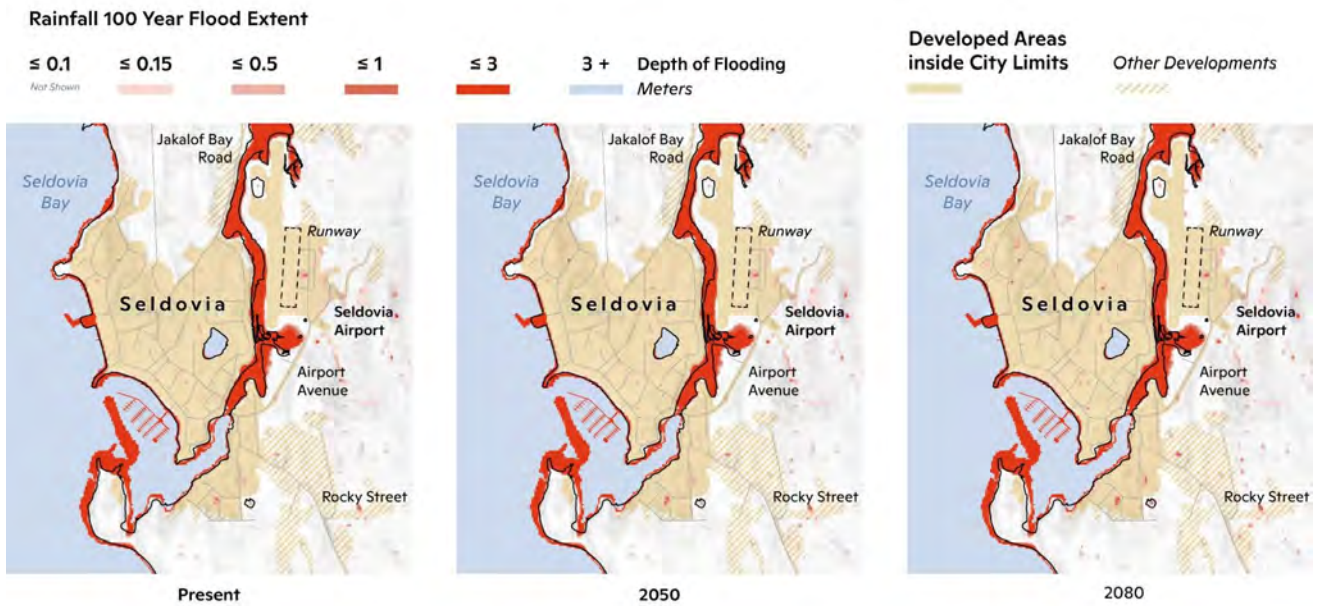 Rainfall 100 Year Flood Extent
≤ 0.1
≤ 0.15
≤ 0.5
≤ 1
≤ 3
3 +
Depth of Flooding
Not Shown
Meters
Developed Areas
inside City Limits
Other Developments
Jakalof Bay
Road
Seldovia
Bay
Runway
Seldovia
Seldovia
Airport
Airport
Avenue
Rocky Street
Present
Jakalof Bay
Road
Seldovia
Bay
Runway
Seldovia
Seldovia
Airport
Airport
Avenue
Rocky Street
2050
Jakalof Bay
Road
Seldovia
Bay
Runway
Seldovia
Seldovia
Airport
Airport
Avenue
Rocky Street
2080